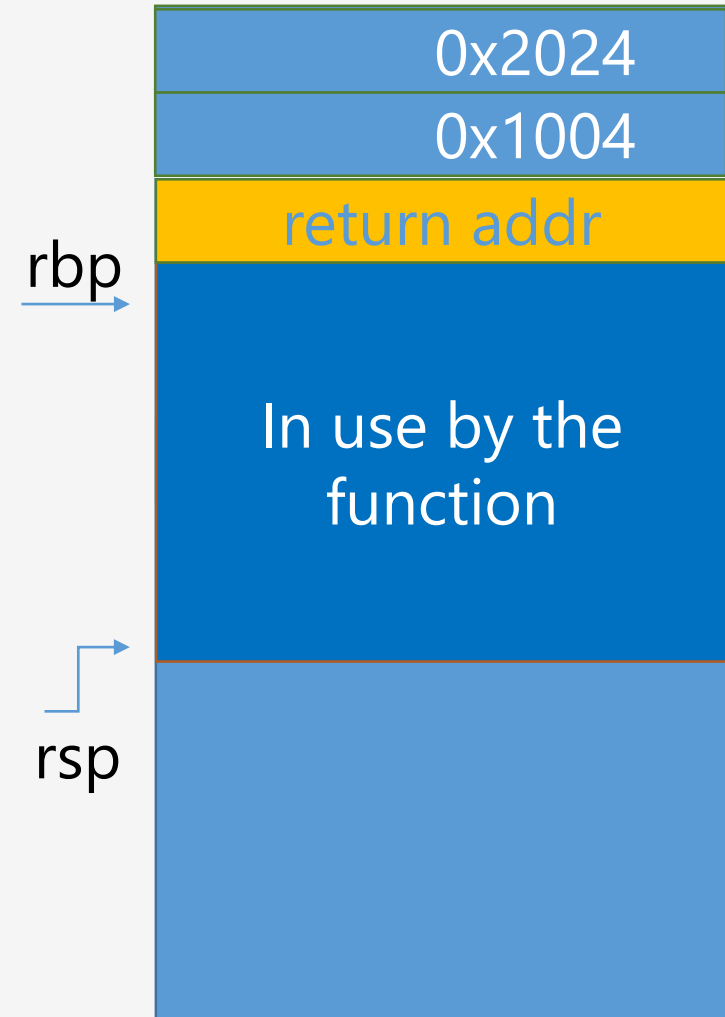 0x2024
0x1004
return addr
rbp
In use by the
function
rsp